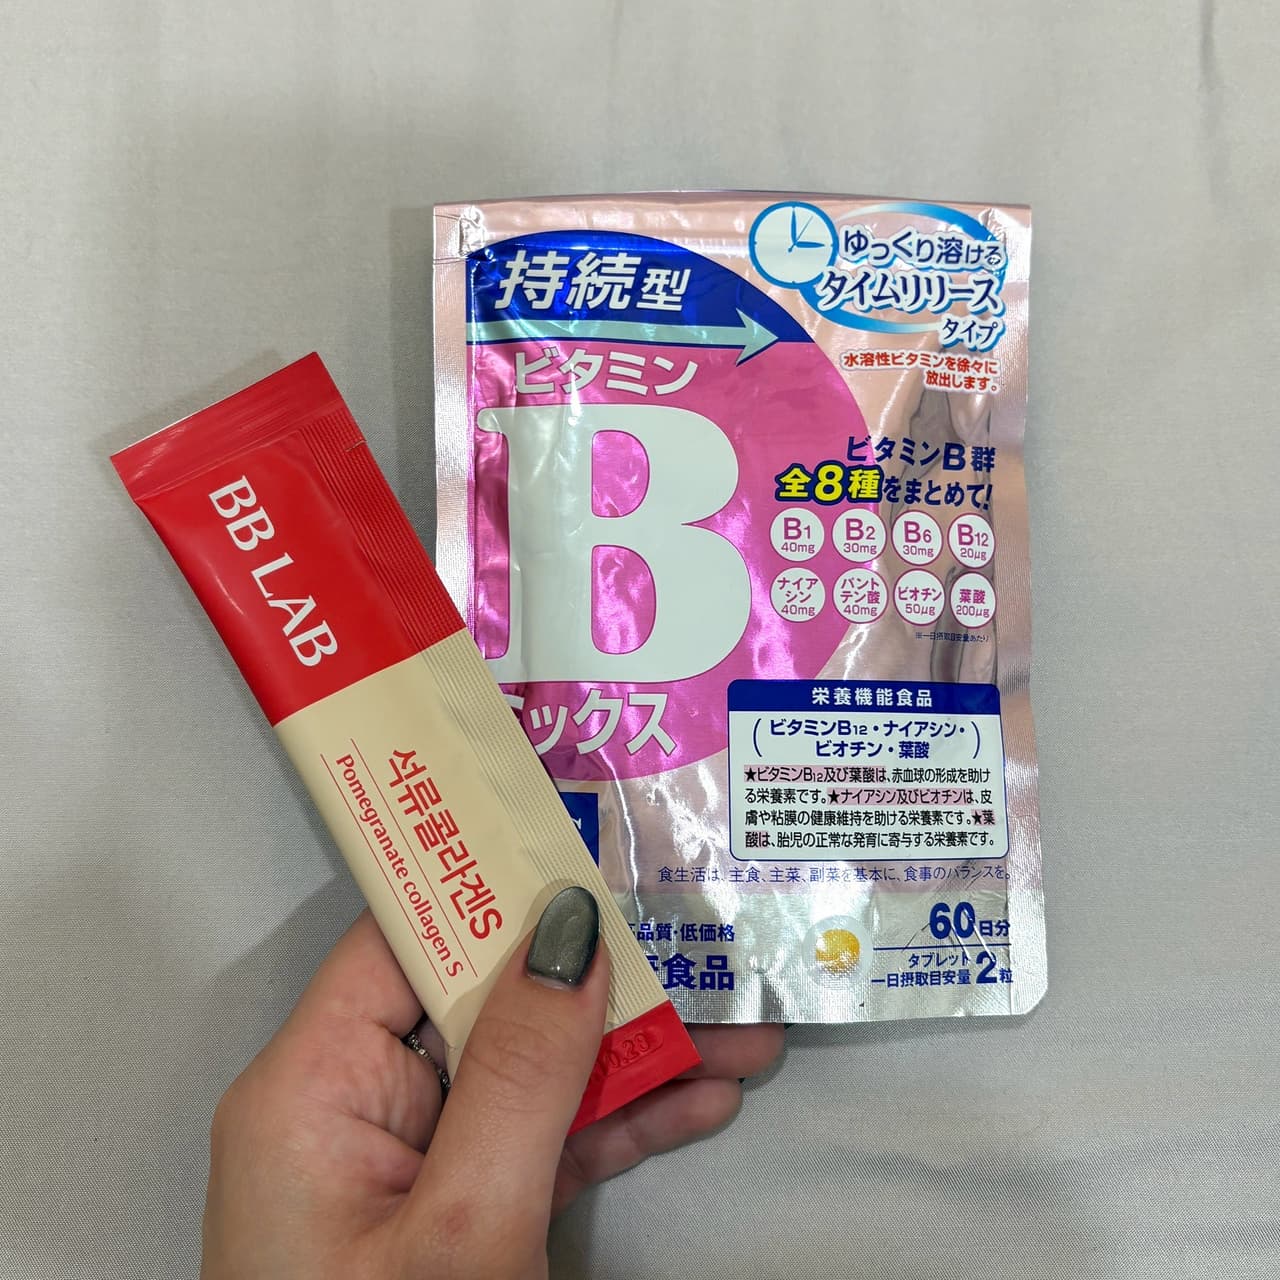 持続型
ゆっくり溶ける
タイムリリース
タイプ
水溶性ビタミンを徐々に
放出します。
ビタミン
B
ミックス
ビタミンB群
全8種をまとめて!
B1
40mg
B2
30mg
B6
30mg
B12
20μg
ナイア
シン
40mg
パント
テン酸
40mg
ビオチン
50μg
葉酸
200μg
※一日摂取目安量あたり
栄養機能食品
(ビタミンB12・ナイアシン・
ビオチン・葉酸)
★ビタミンB12及び葉酸は、赤血球の形成を助け
る栄養素です。★ナイアシン及びビオチンは、皮
膚や粘膜の健康維持を助ける栄養素です。★葉
酸は、胎児の正常な発育に寄与する栄養素です。
食生活は、主食、主菜、副菜を基本に、食事のバランスを。
品質・低価格
食品
60日分
タブレット
一日摂取目安量 2粒
BB LAB
석류콜라겐S
Pomegranate collagen S